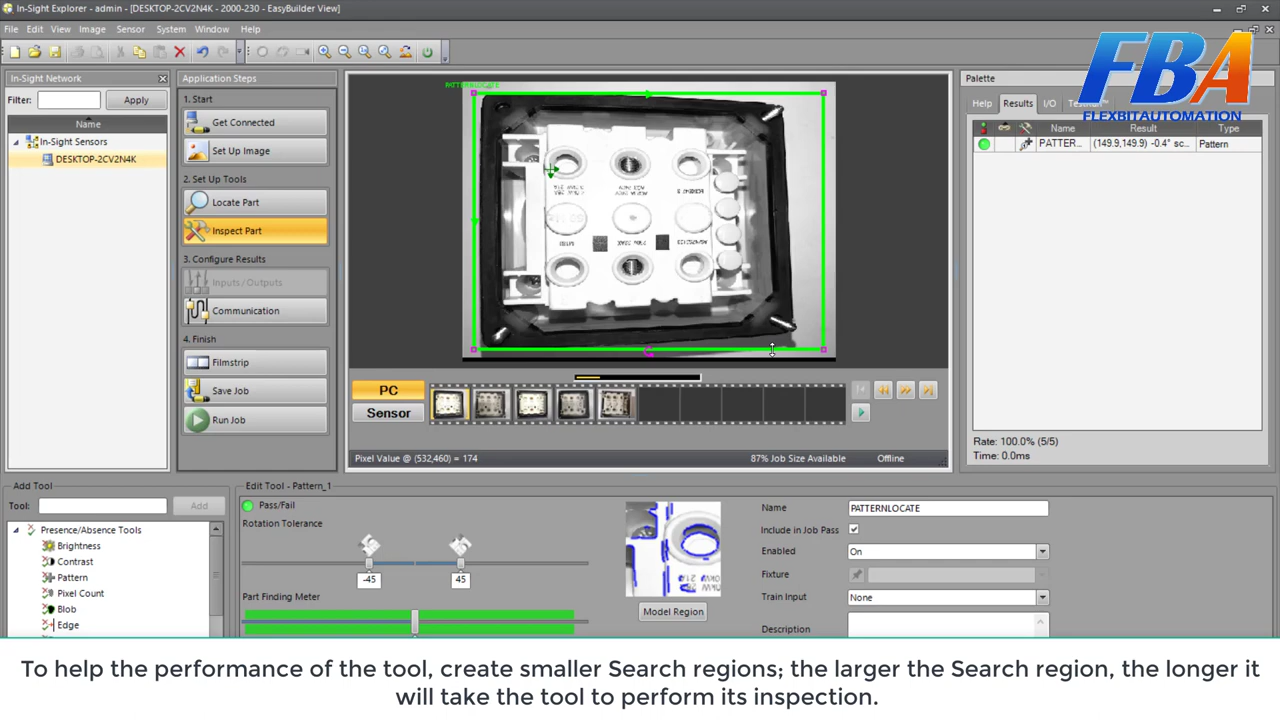 In-Sight Explorer - admin - [DESKTOP-2CV2N4K - 2000-230 - EasyBuilder View]
File Edit View Image Sensor System Window Help
FBA
FLEXBITAUTOMATION
In-Sight Network
Filter: Apply
Name
In-Sight Sensors
DESKTOP-2CV2N4K
Application Steps
1. Start
Get Connected
Set Up Image
2. Set Up Tools
Locate Part
Inspect Part
3. Configure Results
Inputs / Outputs
Communication
4. Finish
Filmstrip
Save Job
Run Job
PATTERNLOCATE
PC
Sensor
Pixel Value @ (532,460) = 174 87% Job Size Available Offline
Palette
Help Results I/O
Name Result Type
PATTER... (149.9,149.9) -0.4° sc... Pattern
Rate: 100.0% (5/5)
Time: 0.0ms
Add Tool
Tool: Add
Presence/Absence Tools
Brightness
Contrast
Pattern
Pixel Count
Blob
Edge
Edit Tool - Pattern_1
Pass/Fail
Rotation Tolerance
-45 45
Part Finding Meter
Model Region
Name PATTERNLOCATE
Include in Job Pass
Enabled On
Fixture
Train Input None
Description
To help the performance of the tool, create smaller Search regions; the larger the Search region, the longer it
will take the tool to perform its inspection.